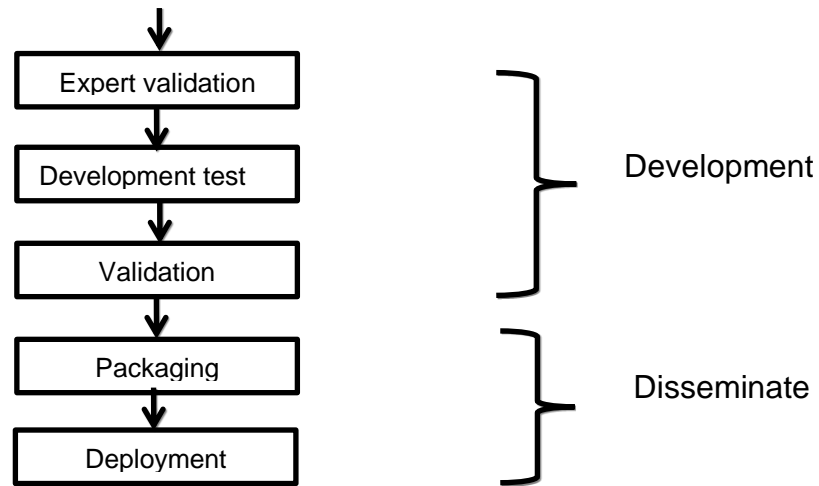 Expert validation
Development test
Development
Validation
Packaging
Disseminate
Deployment